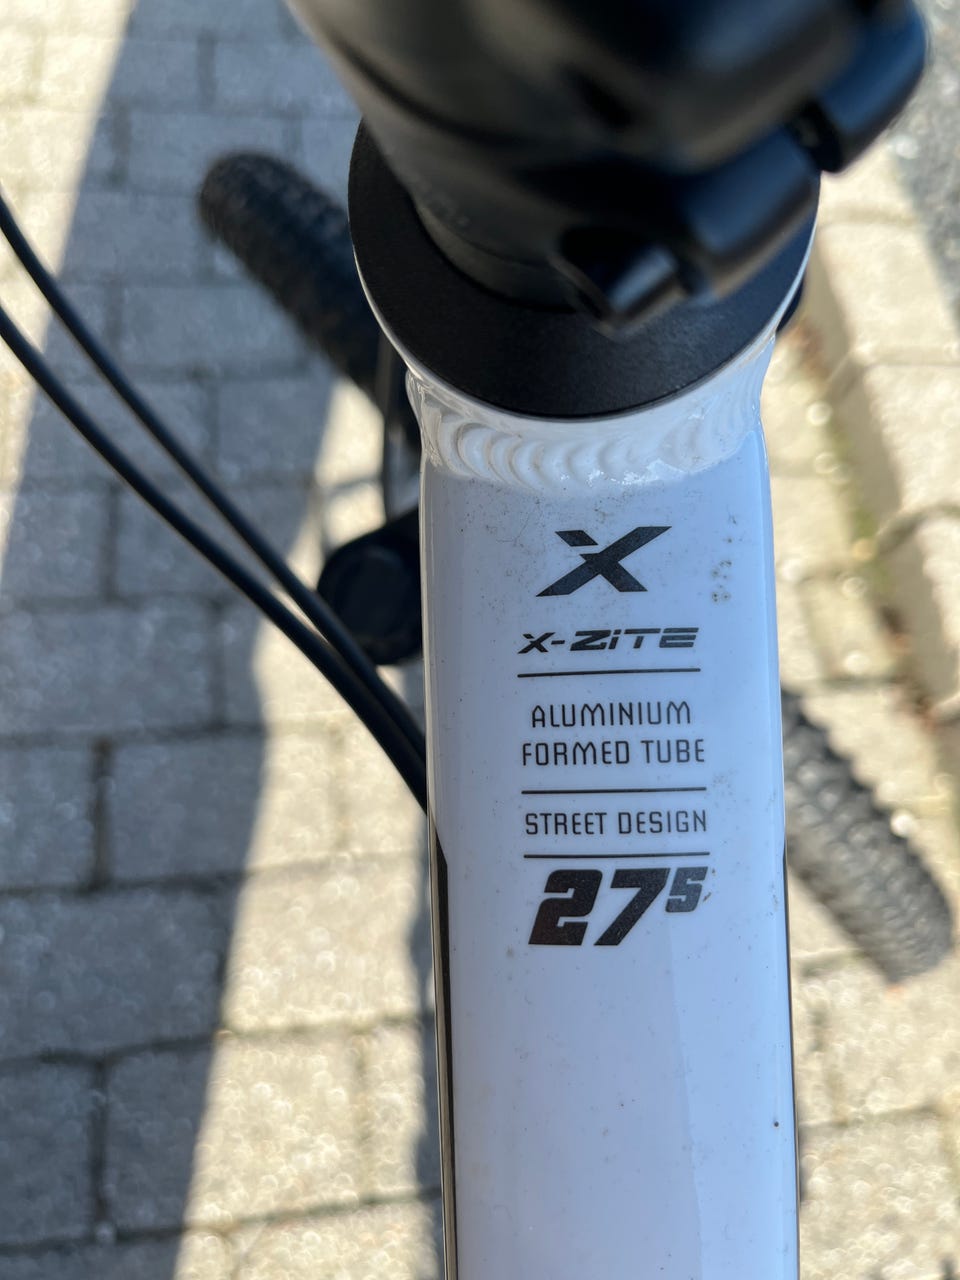 X
X-ZiTE
ALUMINIUM
FORMED TUBE
STREET DESIGN
27⁵